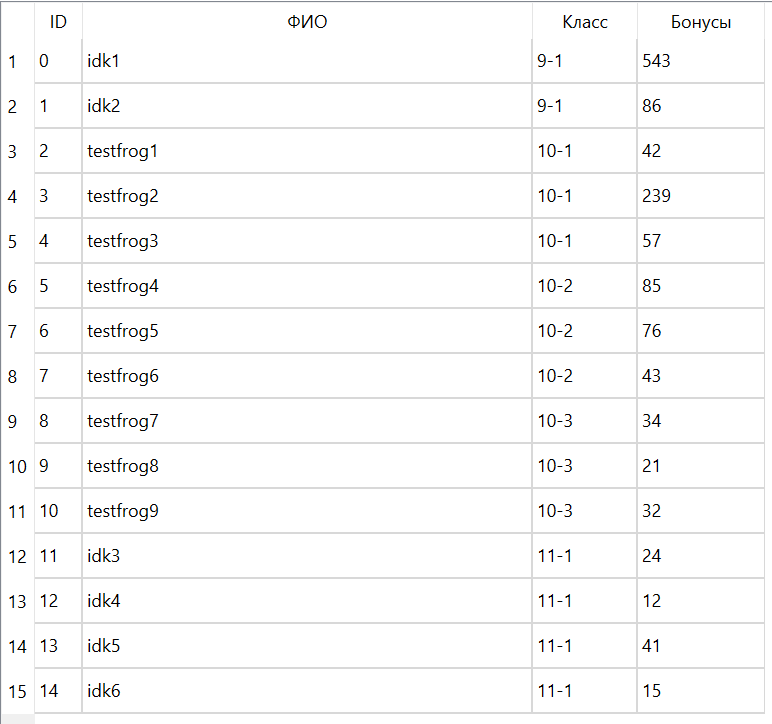 ID ФИО Класс Бонусы
1 0 idk1 9-1 543
2 1 idk2 9-1 86
3 2 testfrog1 10-1 42
4 3 testfrog2 10-1 239
5 4 testfrog3 10-1 57
6 5 testfrog4 10-2 85
7 6 testfrog5 10-2 76
8 7 testfrog6 10-2 43
9 8 testfrog7 10-3 34
10 9 testfrog8 10-3 21
11 10 testfrog9 10-3 32
12 11 idk3 11-1 24
13 12 idk4 11-1 12
14 13 idk5 11-1 41
15 14 idk6 11-1 15